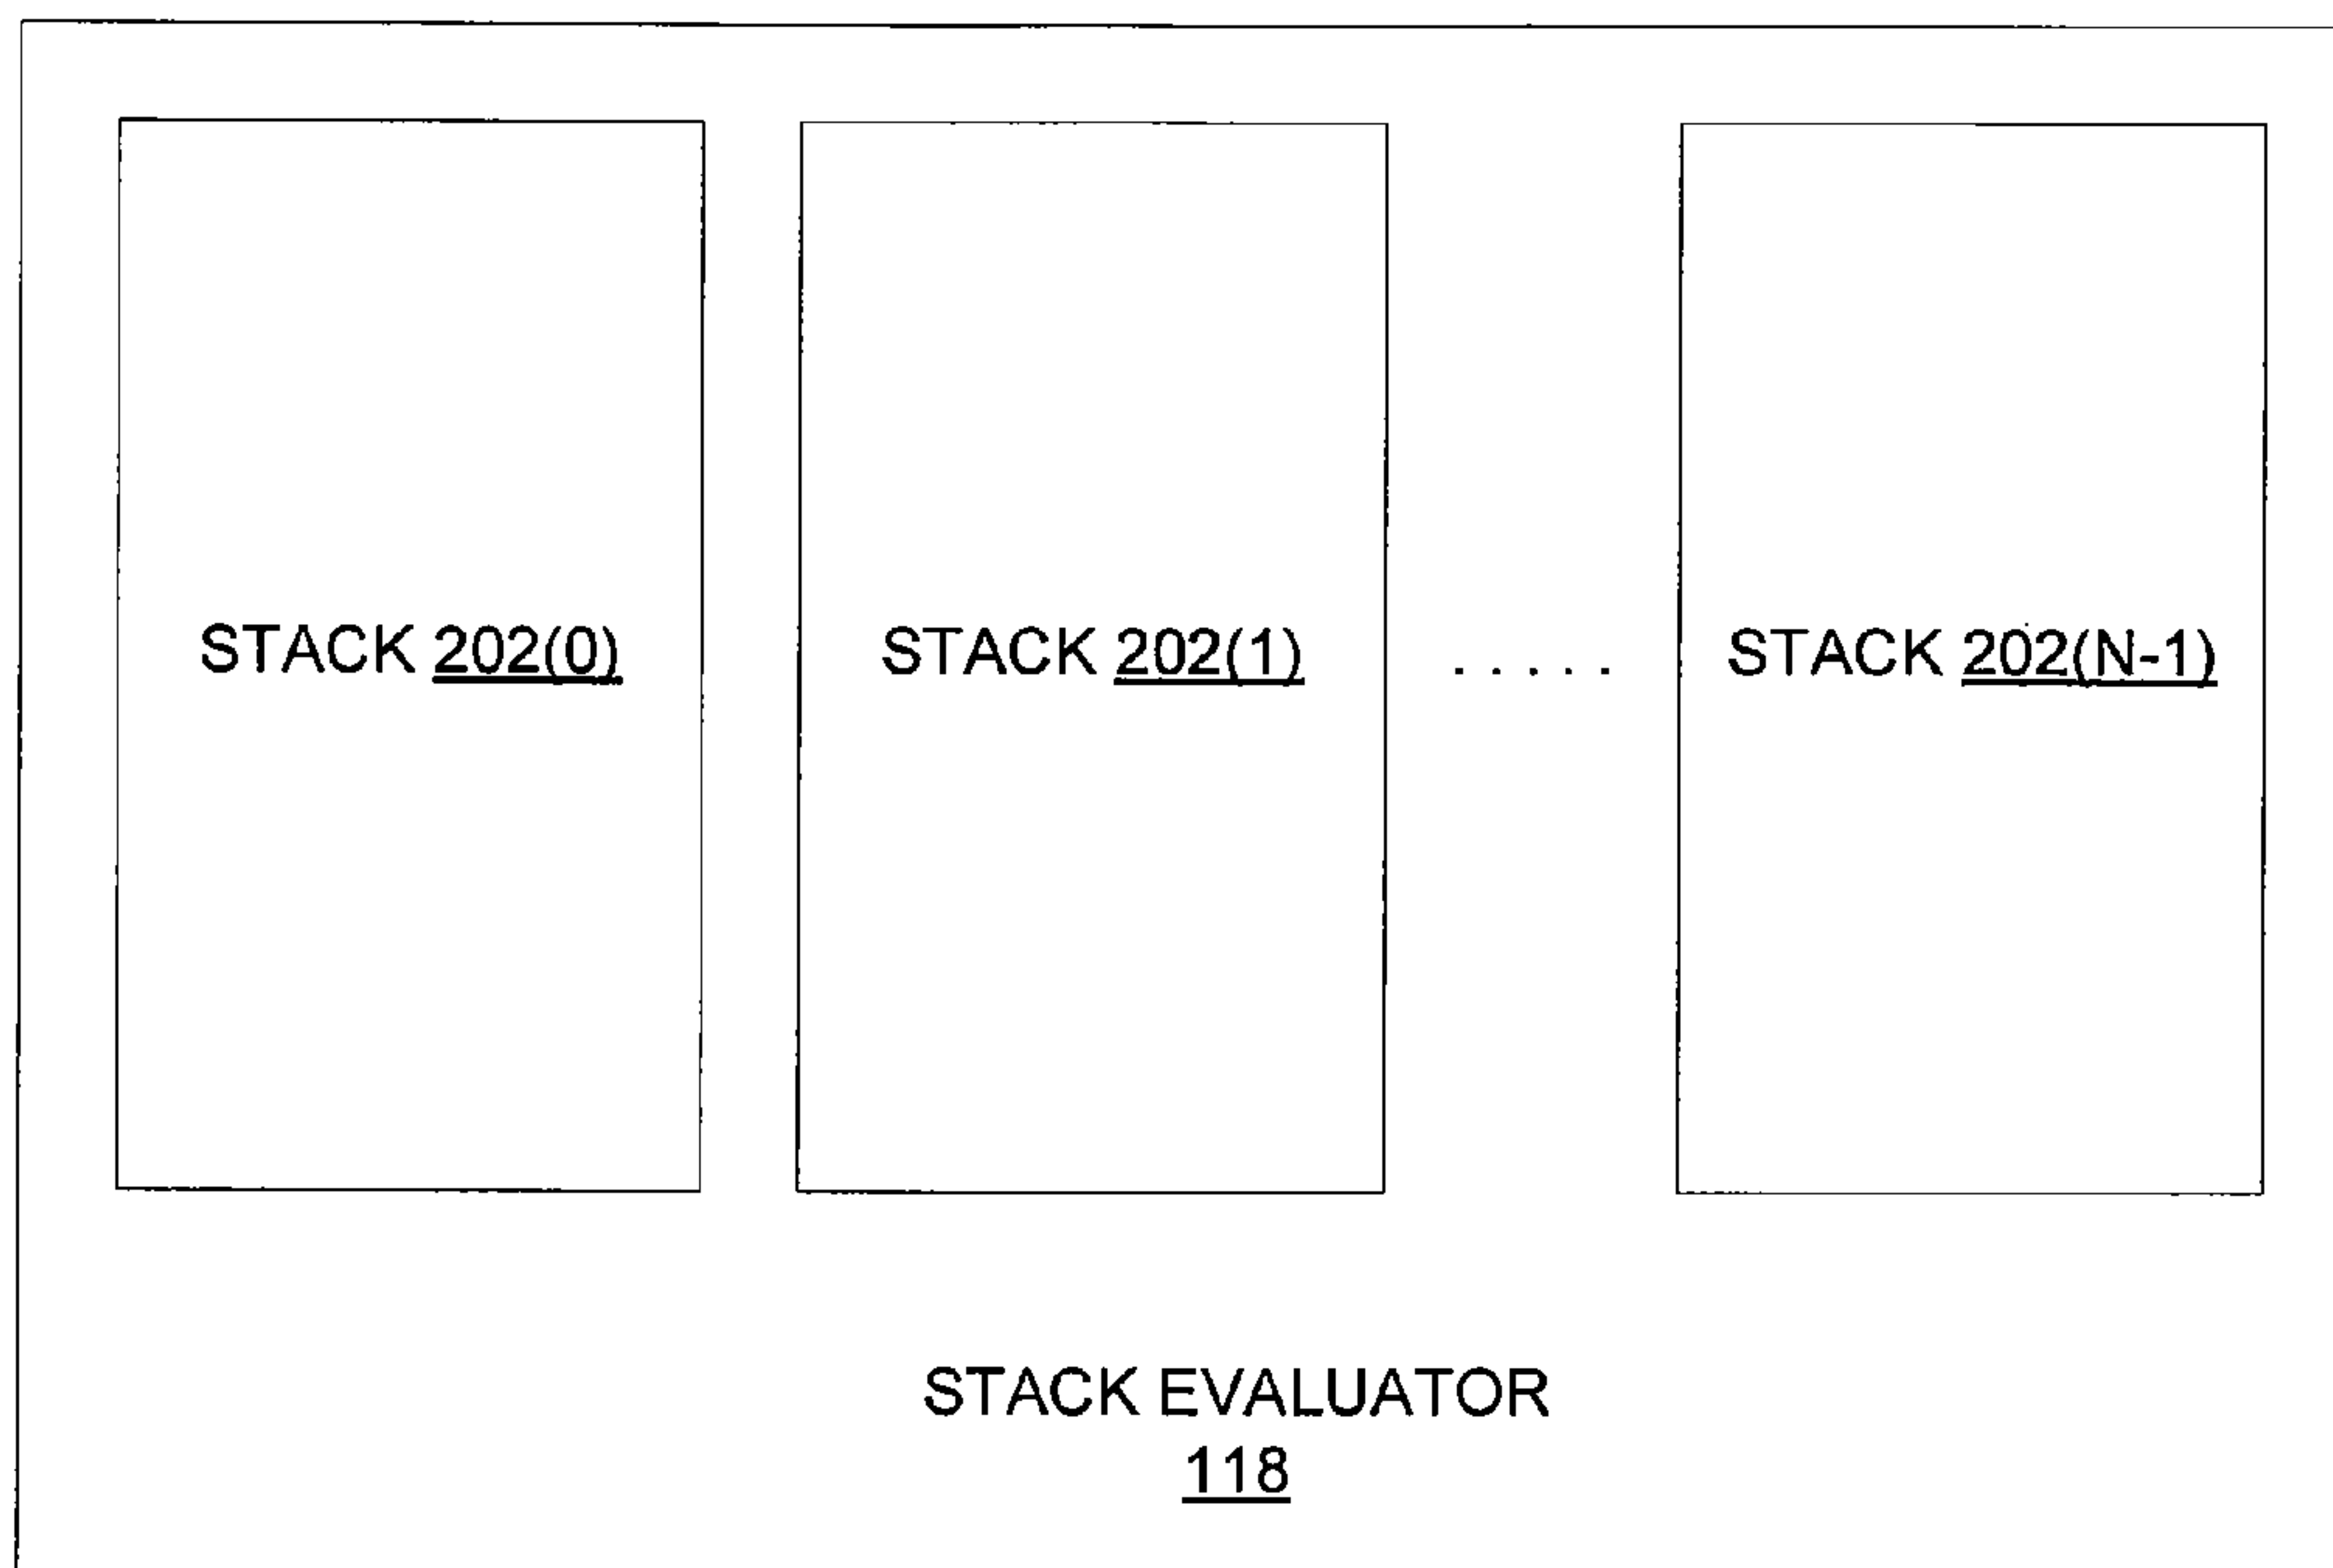 STACK 202(0) STACK 202(1) ..... STACK 202(N-1)
STACK EVALUATOR
118